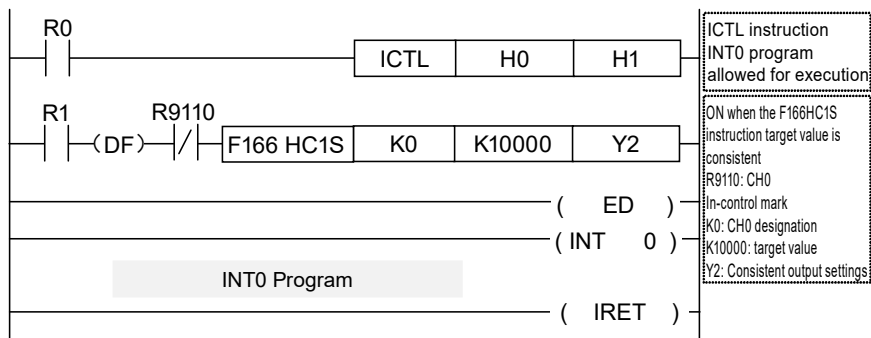 R0
ICTL H0 H1
R1 (DF) R9110 F166 HC1S K0 K10000 Y2
( ED )
( INT 0 )
INT0 Program
( IRET )
ICTL instruction
INT0 program
allowed for execution
ON when the F166HC1S
instruction target value is
consistent
R9110: CH0
In-control mark
K0: CH0 designation
K10000: target value
Y2: Consistent output settings